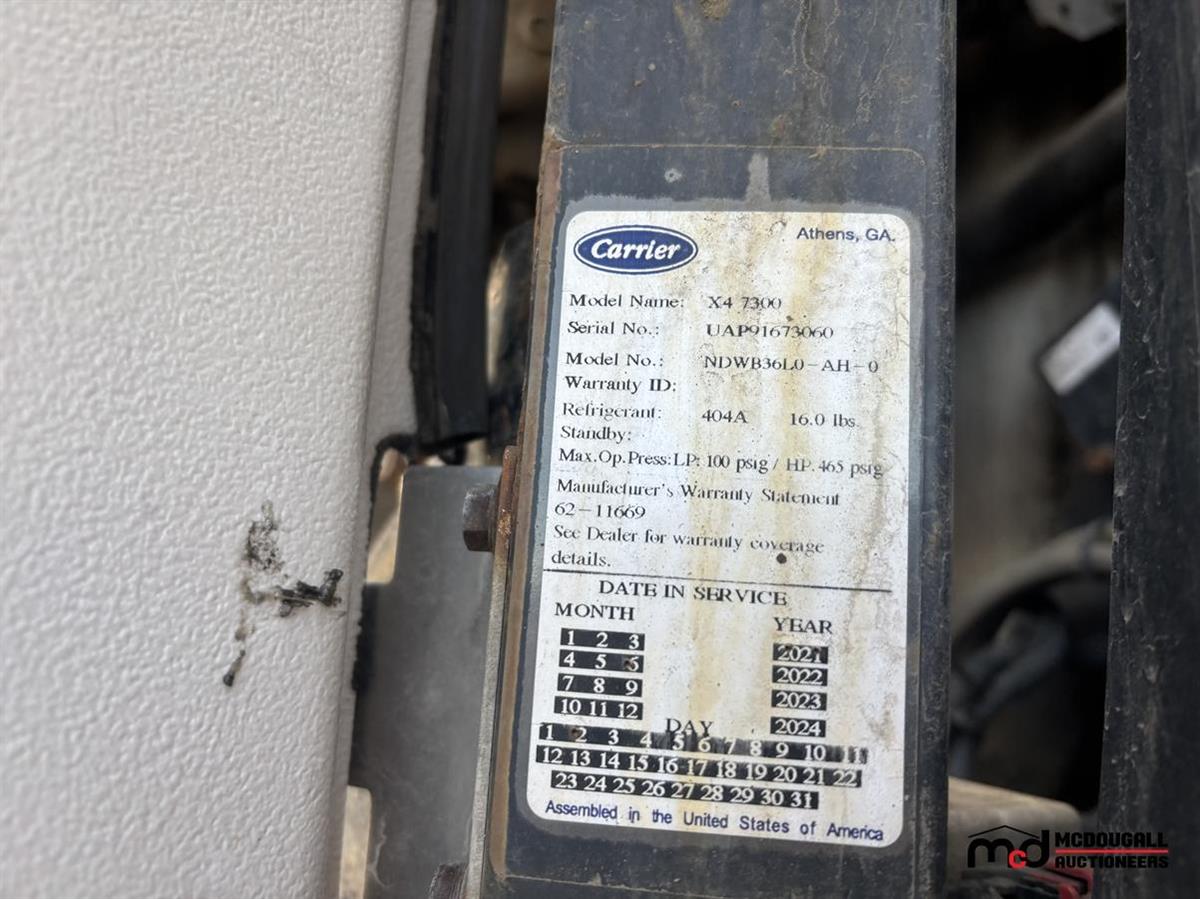 Carrier Athens, GA.
Model Name: X4 7300
Serial No.: UAP91673060
Model No.: NDWB36L0-AH-0
Warranty ID:
Refrigerant: 404A 16.0 lbs.
Standby:
Max.Op.Press:LP: 100 psig / HP. 465 psig
Manufacturer's Warranty Statement
62-11669
See Dealer for warranty coverage
details.
DATE IN SERVICE
MONTH YEAR
1 2 3 2021
4 5 6 2022
7 8 9 2023
10 11 12 2024
DAY
1 2 3 4 5 6 7 8 9 10 11
12 13 14 15 16 17 18 19 20 21 22
23 24 25 26 27 28 29 30 31
Assembled in the United States of America
mcd MCDOUGALL
AUCTIONEERS